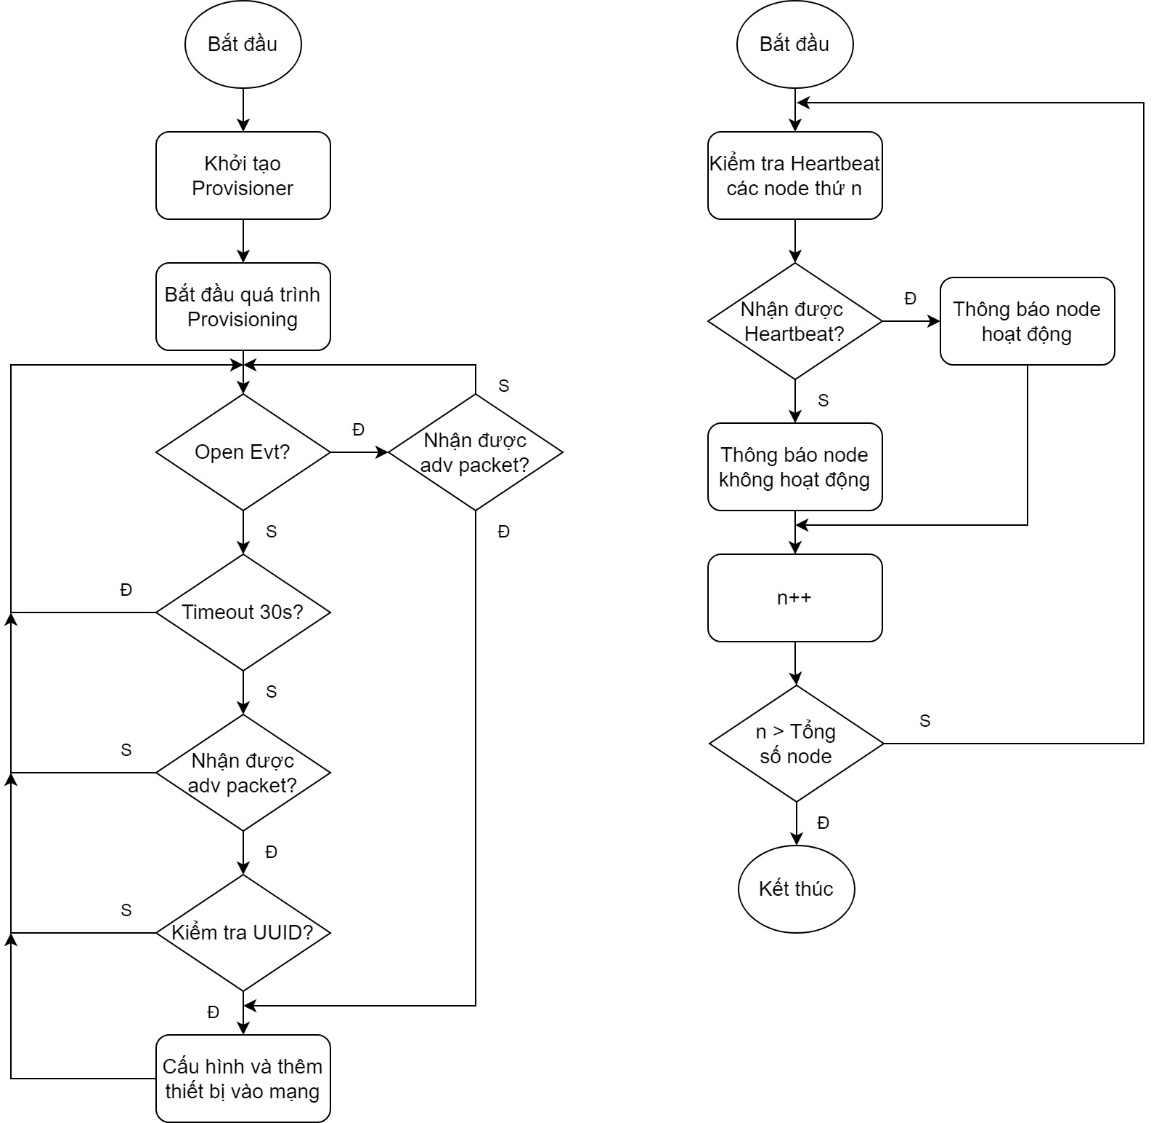 Bắt đầu
Khởi tạo
Provisioner
Bắt đầu quá trình
Provisioning
Open Evt?
Đ
Nhận được
adv packet?
S
Đ
S
Timeout 30s?
Đ
S
Nhận được
adv packet?
S
Đ
Kiểm tra UUID?
S
Đ
Cấu hình và thêm
thiết bị vào mạng
Bắt đầu
Kiểm tra Heartbeat
các node thứ n
Nhận được
Heartbeat?
Đ
Thông báo node
hoạt động
S
Thông báo node
không hoạt động
n++
n > Tổng
số node
S
Đ
Kết thúc